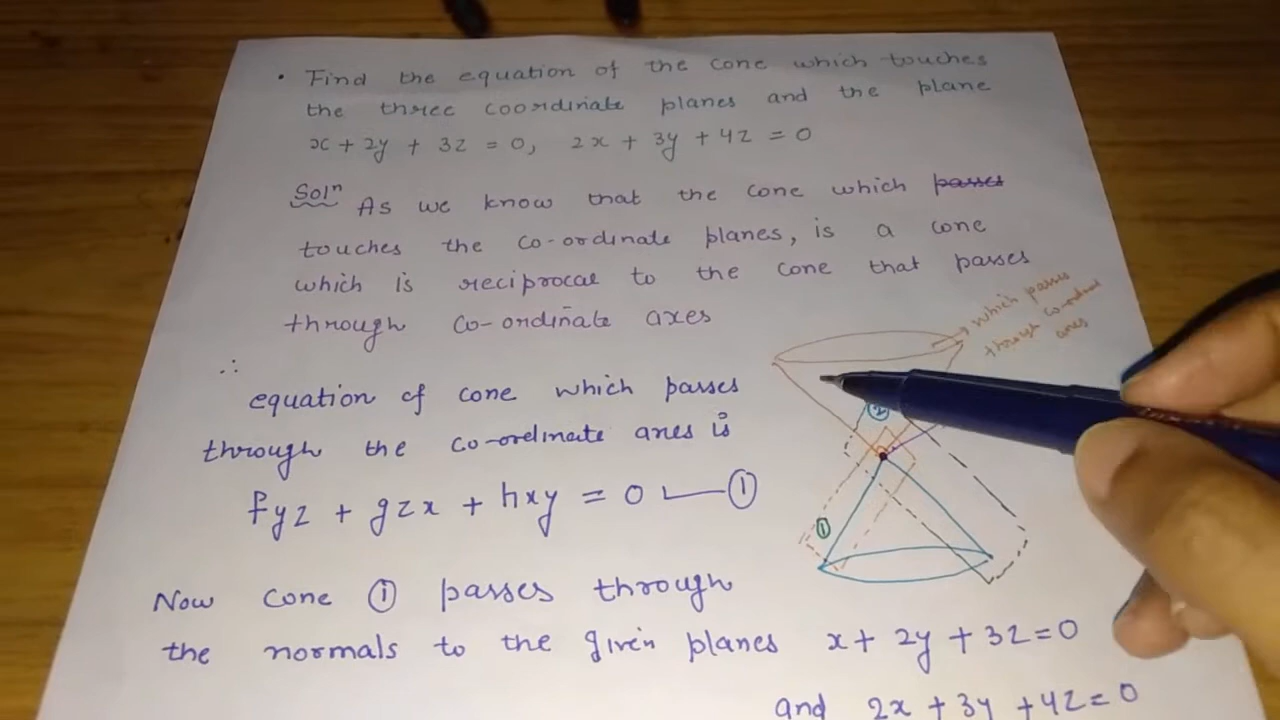 • Find the equation of the cone which touches
the three coordinate planes and the plane
x + 2y + 3z = 0, 2x + 3y + 4z = 0
Solⁿ As we know that the cone which passes
touches the co-ordinate planes, is a cone
which is reciprocal to the cone that passes
through co-ordinate axes
∴
equation of cone which passes
through the co-ordinate axes is
fyz + gzx + hxy = 0 — ①
→ which passes
through co-ordinate
axes
②
①
Now cone ① passes through
the normals to the given planes x + 2y + 3z = 0
and 2x + 3y + 4z = 0